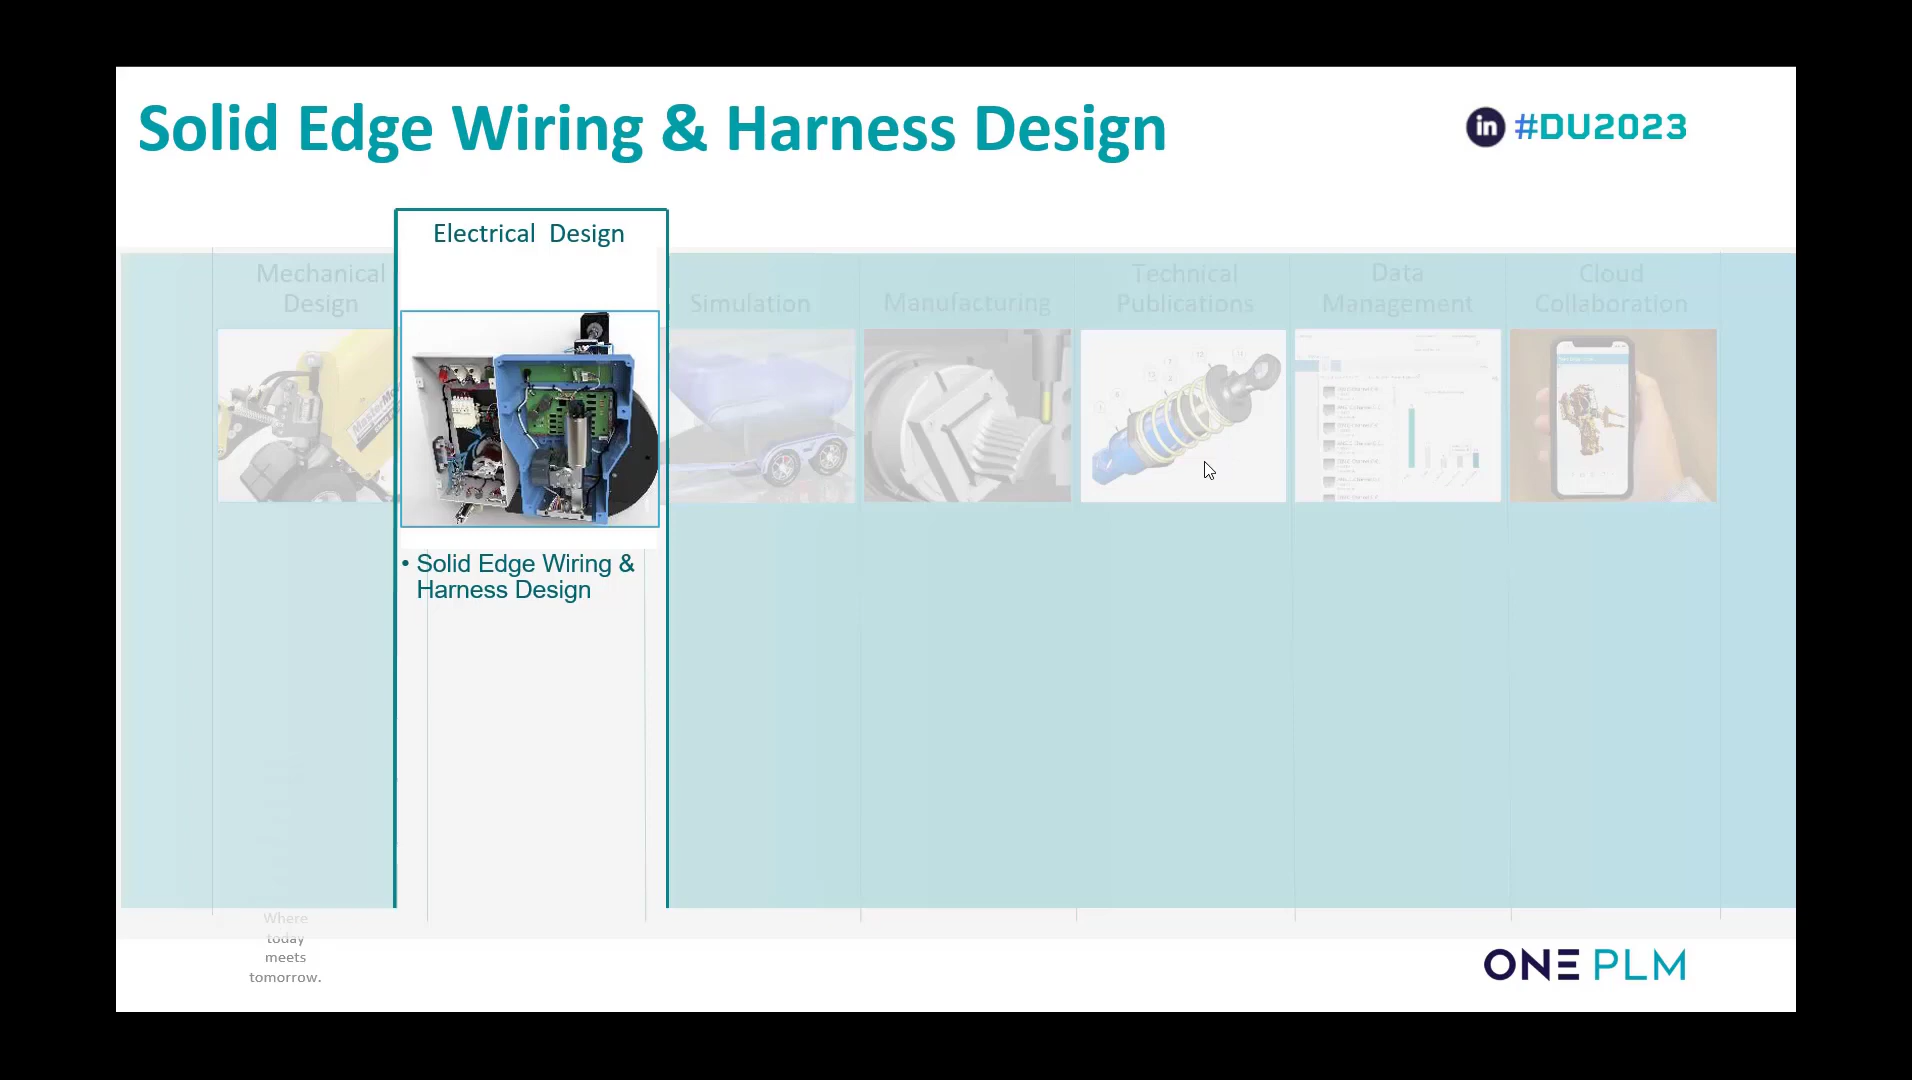 Solid Edge Wiring & Harness Design
in #DU2023
Electrical Design
Mechanical
Design
Simulation
Manufacturing
Technical
Publications
Data
Management
Cloud
Collaboration
• Solid Edge Wiring &
Harness Design
Where
today
meets
tomorrow.
ONE PLM